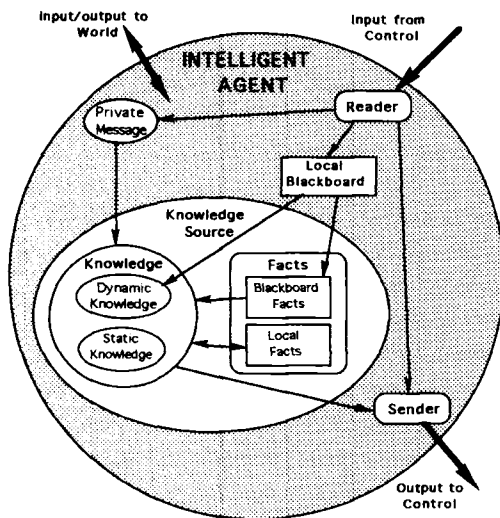 Input/output to
World
Input from
Control
INTELLIGENT
AGENT
Reader
Private
Message
Local
Blackboard
Knowledge
Source
Knowledge
Facts
Dynamic
Knowledge
Blackboard
Facts
Static
Knowledge
Local
Facts
Sender
Output to
Control